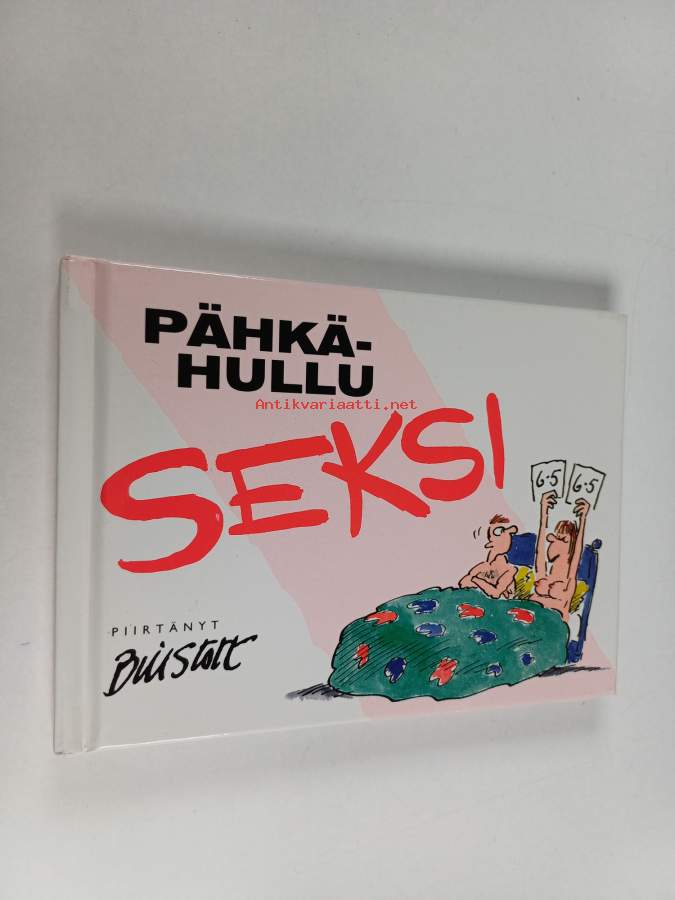 PÄHKÄ-
HULLU
Antikvariaatti.net
SEKSI
6·5 6·5
PIIRTÄNYT
Bill Stott